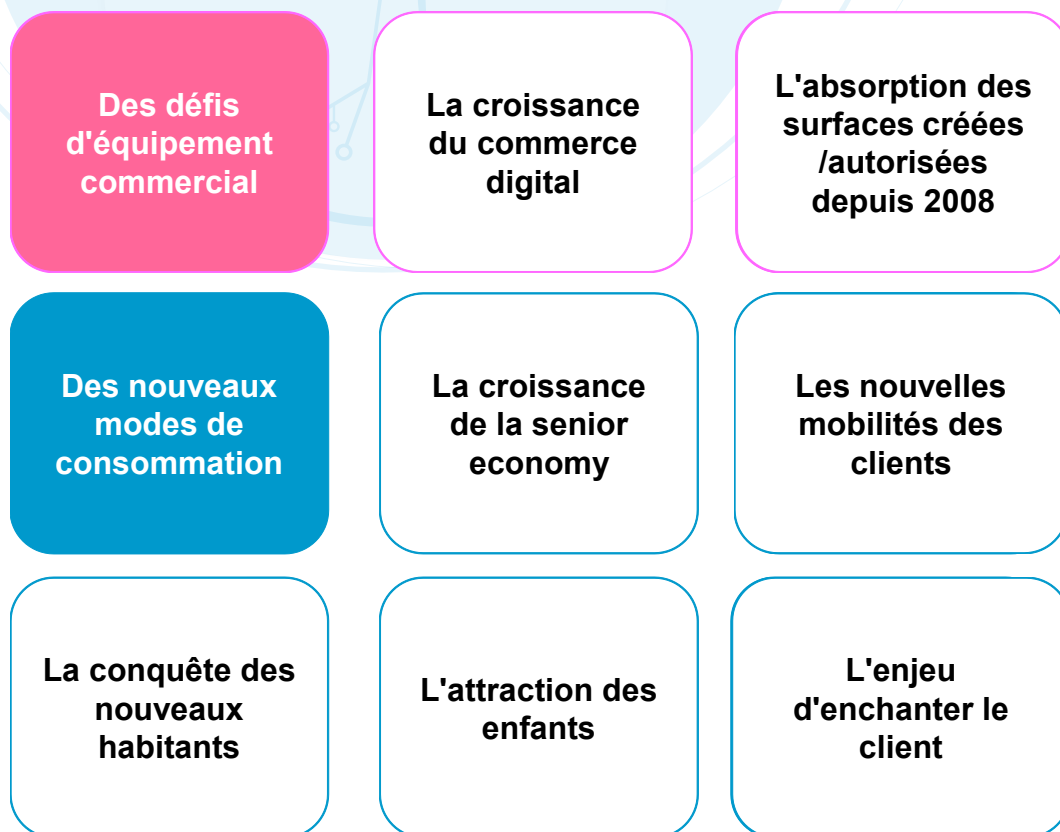 Des défis
d'équipement
commercial
La croissance
du commerce
digital
L'absorption des
surfaces créées
/autorisées
depuis 2008
Des nouveaux
modes de
consommation
La croissance
de la senior
economy
Les nouvelles
mobilités des
clients
La conquête des
nouveaux
habitants
L'attraction des
enfants
L'enjeu
d'enchanter le
client